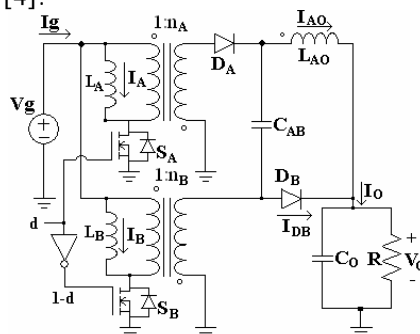 [4].
Ig
1:nA
DA
IAO
LAO
LA
IA
Vg
SA
CAB
1:nB
DB
IO
d
LB
IB
IDB
1-d
SB
CO
R
+
VO
-